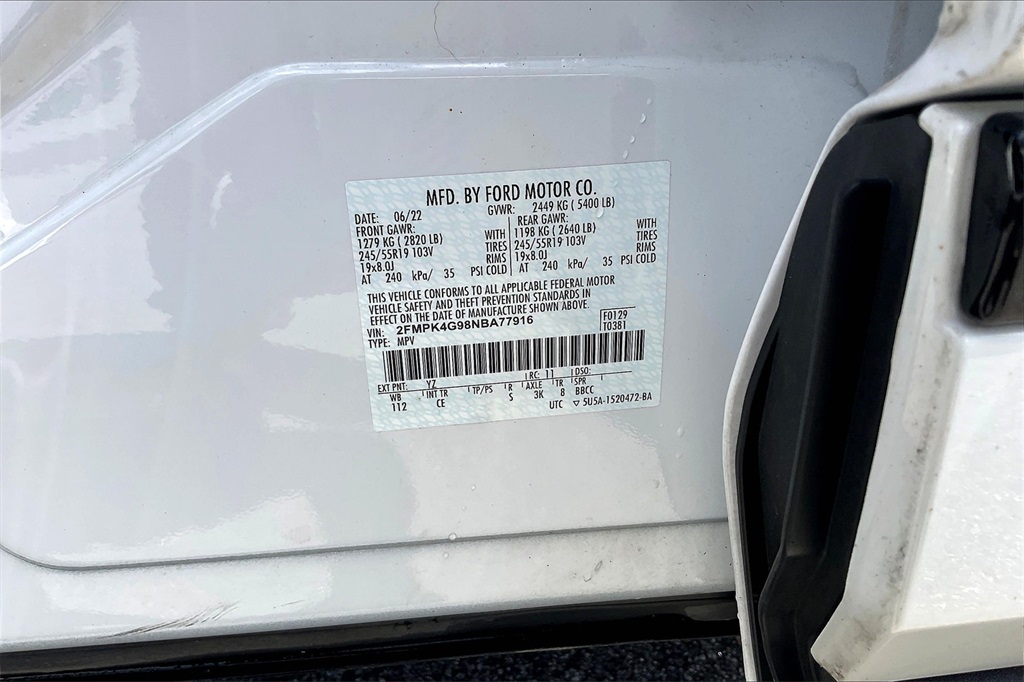 MFD. BY FORD MOTOR CO.
DATE: 06/22 GVWR: 2449 KG ( 5400 LB)
FRONT GAWR: REAR GAWR:
1279 KG ( 2820 LB) WITH 1198 KG ( 2640 LB) WITH
245/55R19 103V TIRES 245/55R19 103V TIRES
19x8.0J RIMS 19x8.0J RIMS
AT 240 kPa/ 35 PSI COLD AT 240 kPa/ 35 PSI COLD
THIS VEHICLE CONFORMS TO ALL APPLICABLE FEDERAL MOTOR
VEHICLE SAFETY AND THEFT PREVENTION STANDARDS IN
EFFECT ON THE DATE OF MANUFACTURE SHOWN ABOVE.
VIN: 2FMPK4G98NBA77916 F0129
TYPE: MPV T0381
EXT PNT: YZ RC: 11 DSO:
WB INT TR TP/PS R AXLE TR SPR
112 CE S 3K 8 BBCC
UTC ▽ 5U5A-1520472-BA